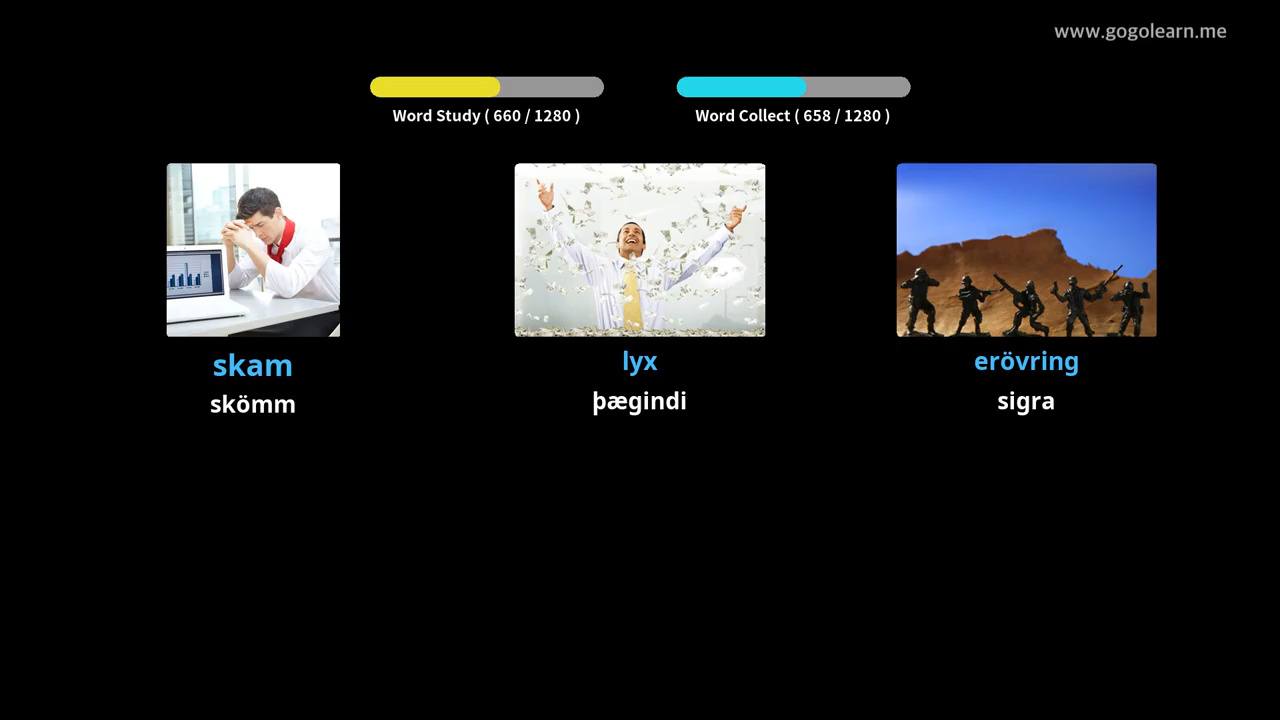 www.gogolearn.me
Word Study ( 660 / 1280 )
Word Collect ( 658 / 1280 )
skam
skömm
lyx
þægindi
erövring
sigra